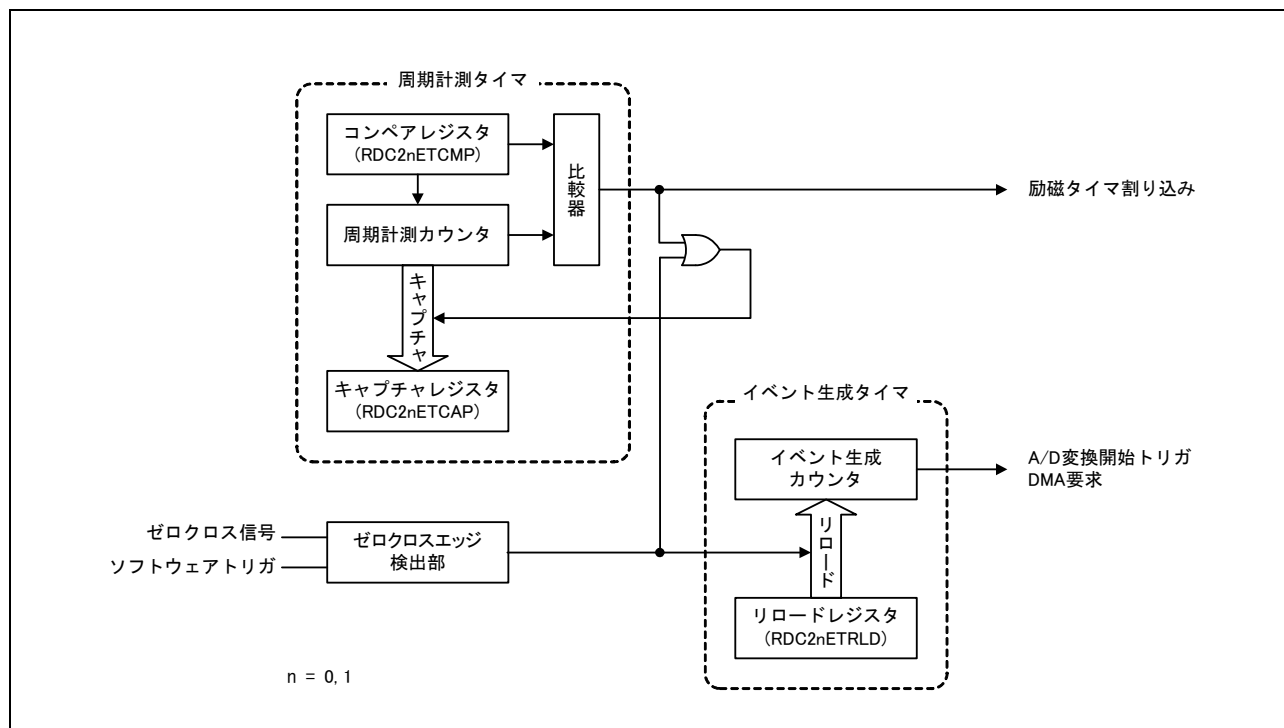 周期計測タイマ
コンペアレジスタ
(RDC2nETCMP)
比較器
励磁タイマ割り込み
周期計測カウンタ
キャプチャ
キャプチャレジスタ
(RDC2nETCAP)
イベント生成タイマ
イベント生成
カウンタ
A/D変換開始トリガ
DMA要求
ゼロクロス信号
ソフトウェアトリガ
ゼロクロスエッジ
検出部
リロード
リロードレジスタ
(RDC2nETRLD)
n = 0, 1